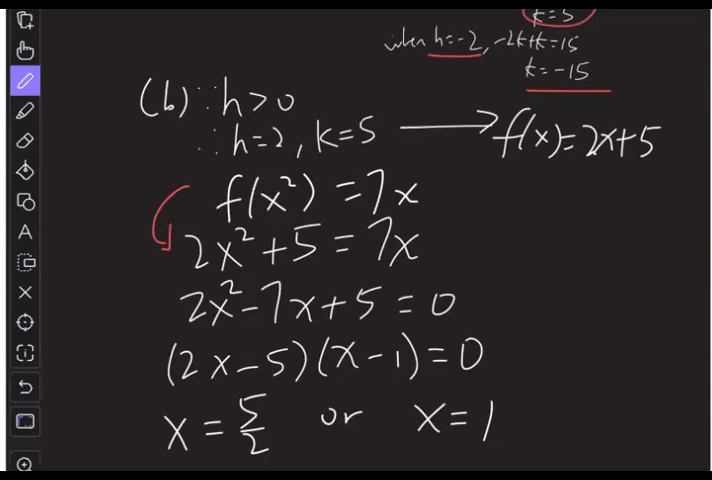 k=5
when h=-2, -2k+k=15
k=-15
(b) ∵h>0
∴h=2, k=5 ⟶ f(x)=2x+5
f(x²)=7x
2x²+5=7x
2x²-7x+5=0
(2x-5)(x-1)=0
x=5/2 or x=1